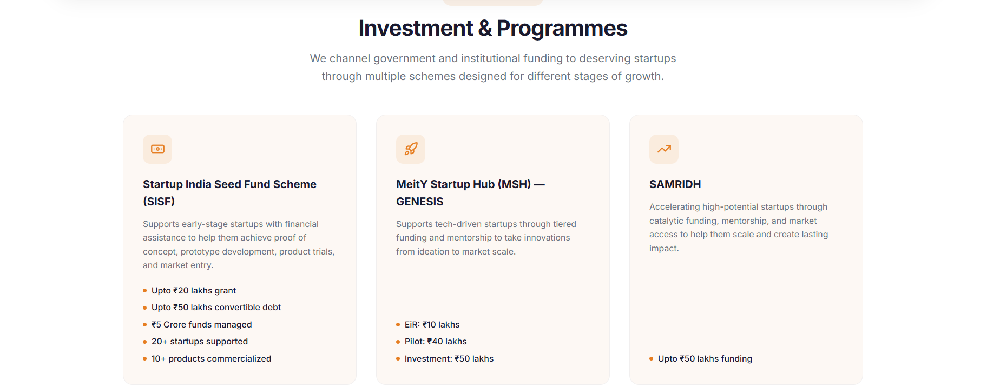 Investment & Programmes
We channel government and institutional funding to deserving startups
through multiple schemes designed for different stages of growth.
Startup India Seed Fund Scheme
(SISF)
Supports early-stage startups with financial
assistance to help them achieve proof of
concept, prototype development, product trials,
and market entry.
Upto ₹20 lakhs grant
Upto ₹50 lakhs convertible debt
₹5 Crore funds managed
20+ startups supported
10+ products commercialized
MeitY Startup Hub (MSH) —
GENESIS
Supports tech-driven startups through tiered
funding and mentorship to take innovations
from ideation to market scale.
EiR: ₹10 lakhs
Pilot: ₹40 lakhs
Investment: ₹50 lakhs
SAMRIDH
Accelerating high-potential startups through
catalytic funding, mentorship, and market
access to help them scale and create lasting
impact.
Upto ₹50 lakhs funding